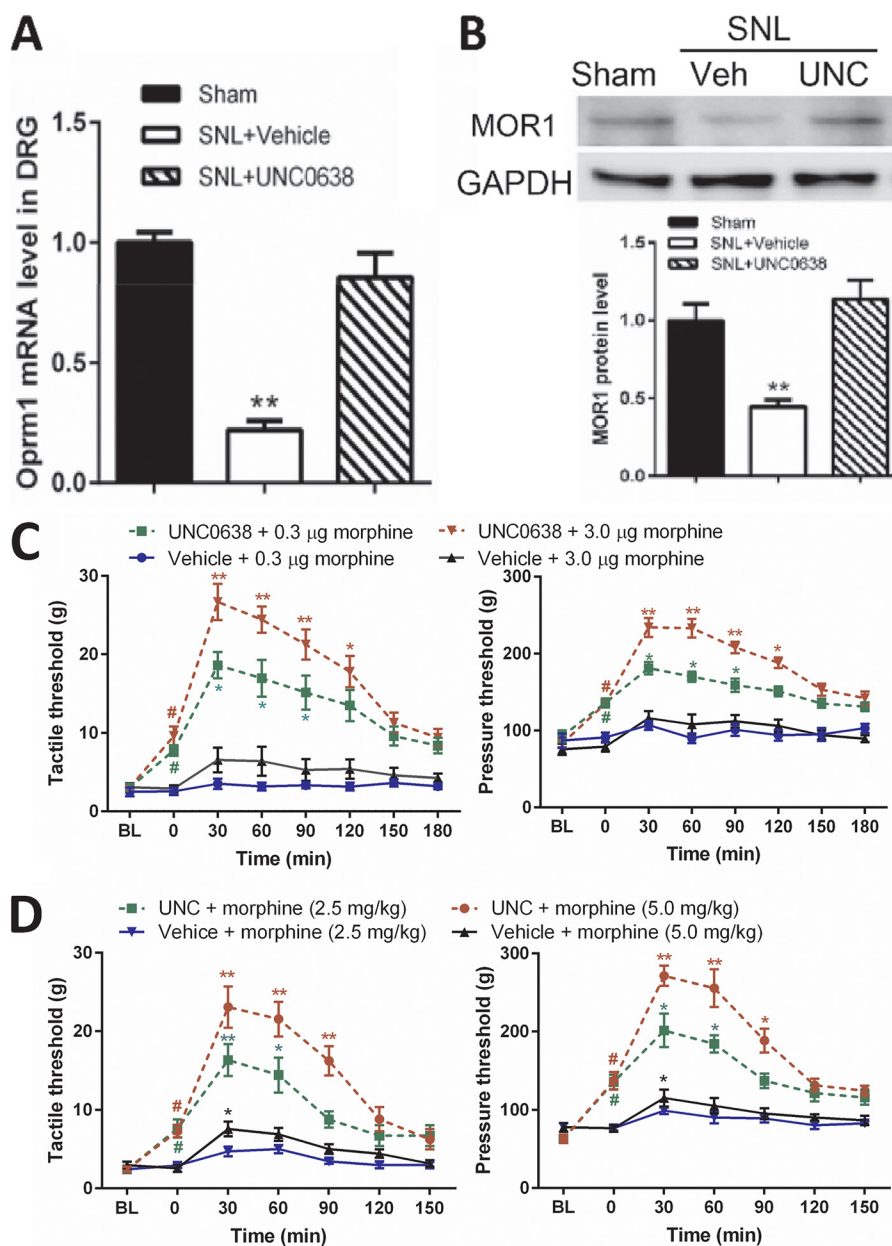 A
Sham
SNL+Vehicle
SNL+UNC0638
Oprm1 mRNA level in DRG
1.5
1.0
0.5
0.0
**
B
SNL
Sham Veh UNC
MOR1
GAPDH
Sham
SNL+Vehicle
SNL+UNC0638
MOR1 protein level
1.5
1.0
0.5
0.0
**
C
UNC0638 + 0.3 μg morphine
UNC0638 + 3.0 μg morphine
Vehicle + 0.3 μg morphine
Vehicle + 3.0 μg morphine
Tactile threshold (g)
30
20
10
0
** ** ** *
* * *
#
#
BL 0 30 60 90 120 150 180
Time (min)
Pressure threshold (g)
300
200
100
0
** ** ** *
* * *
#
#
BL 0 30 60 90 120 150 180
Time (min)
D
UNC + morphine (2.5 mg/kg)
UNC + morphine (5.0 mg/kg)
Vehice + morphine (2.5 mg/kg)
Vehicle + morphine (5.0 mg/kg)
Tactile threshold (g)
30
20
10
0
** ** **
** *
*
#
#
BL 0 30 60 90 120 150
Time (min)
Pressure threshold (g)
300
200
100
0
** ** *
* *
*
#
#
BL 0 30 60 90 120 150
Time (min)